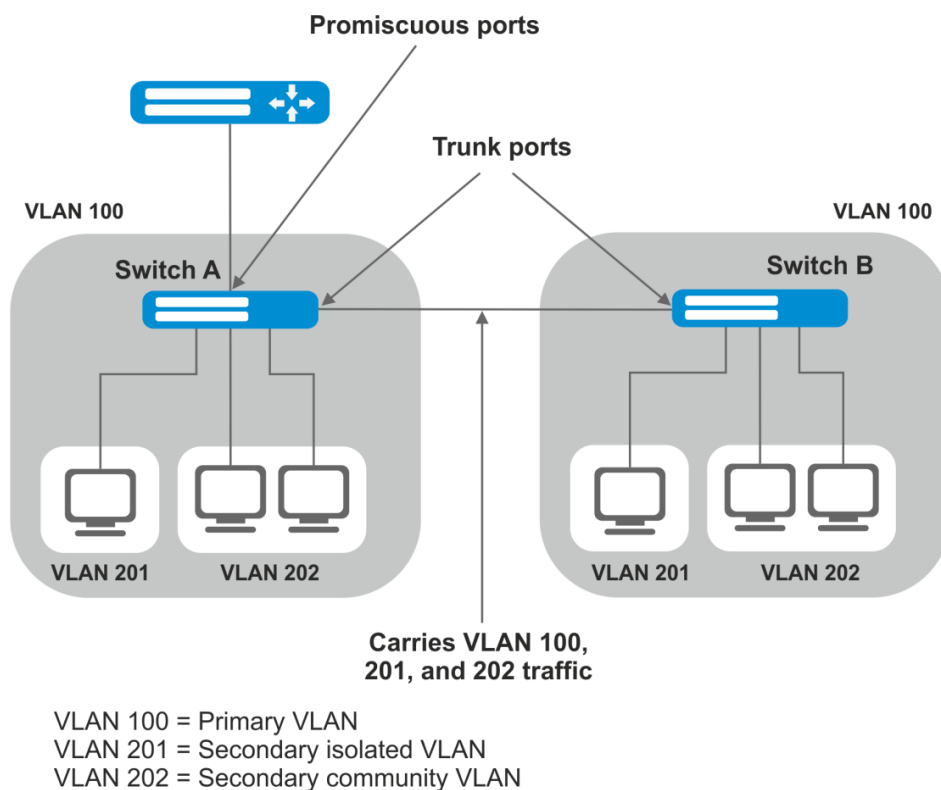 Promiscuous ports
Trunk ports
VLAN 100
VLAN 100
Switch A
Switch B
VLAN 201
VLAN 202
VLAN 201
VLAN 202
Carries VLAN 100,
201, and 202 traffic
VLAN 100 = Primary VLAN
VLAN 201 = Secondary isolated VLAN
VLAN 202 = Secondary community VLAN